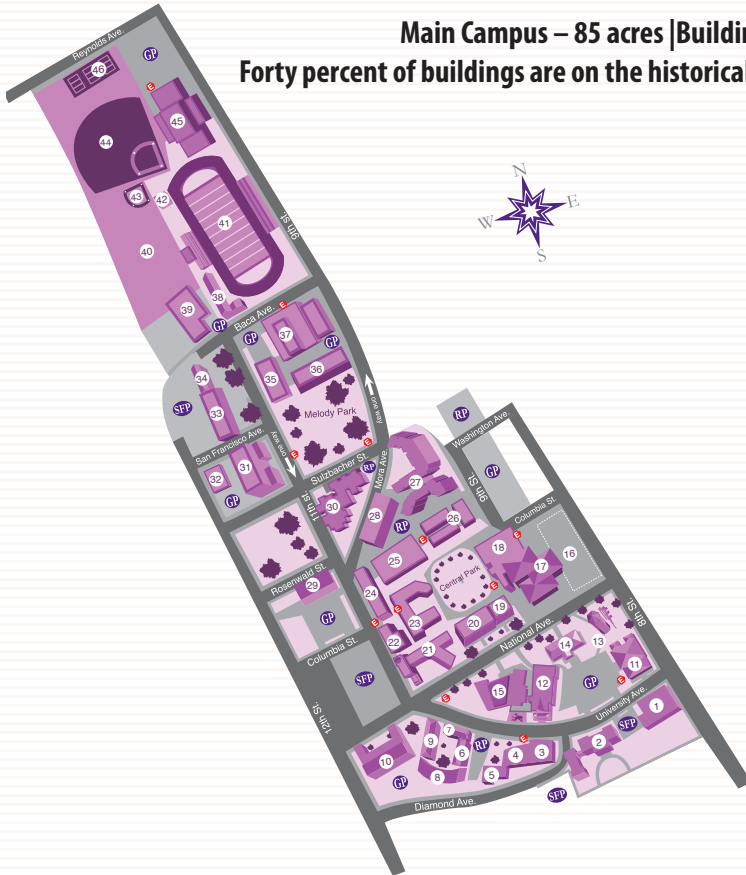 Main Campus – 85 acres |Buildin
Forty percent of buildings are on the historical
Reynolds Ave.
GP
46
E
45
44
N
W
E
S
43
42
41
9th st.
40
38
39
GP
Baca Ave.
E
GP
37
GP
34
35
36
SFP
33
Melody Park
one way
San Francisco Ave.
one way
E
E
31
32
GP
Sulzbacher St.
RP
Mora Ave.
11th st.
30
RP
Washington Ave.
GP
9th St.
27
28
RP
26
E
Columbia St.
18
E
16
17
25
Central Park
E
Rosenwald St.
29
24
E
23
19
20
GP
E
22
21
National Ave.
Columbia St.
SFP
8th St.
14
13
11
E
12
GP
15
E
12th St.
University Ave.
1
SFP
2
7
9
6
RP
E
4
3
5
10
8
GP
SFP
Diamond Ave.